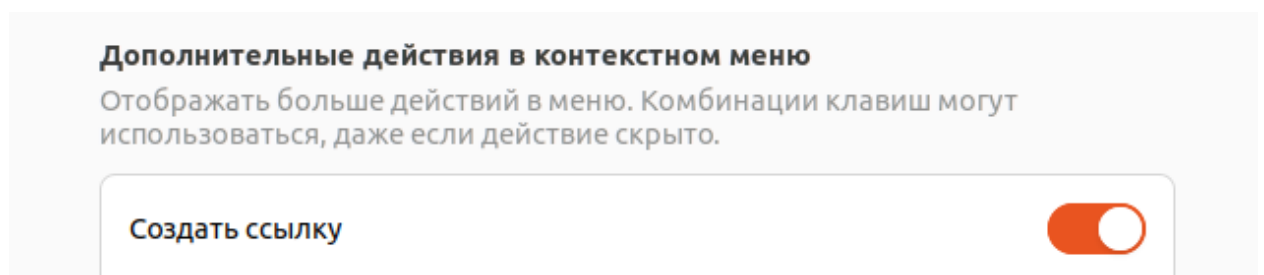 Дополнительные действия в контекстном меню
Отображать больше действий в меню. Комбинации клавиш могут
использоваться, даже если действие скрыто.
Создать ссылку